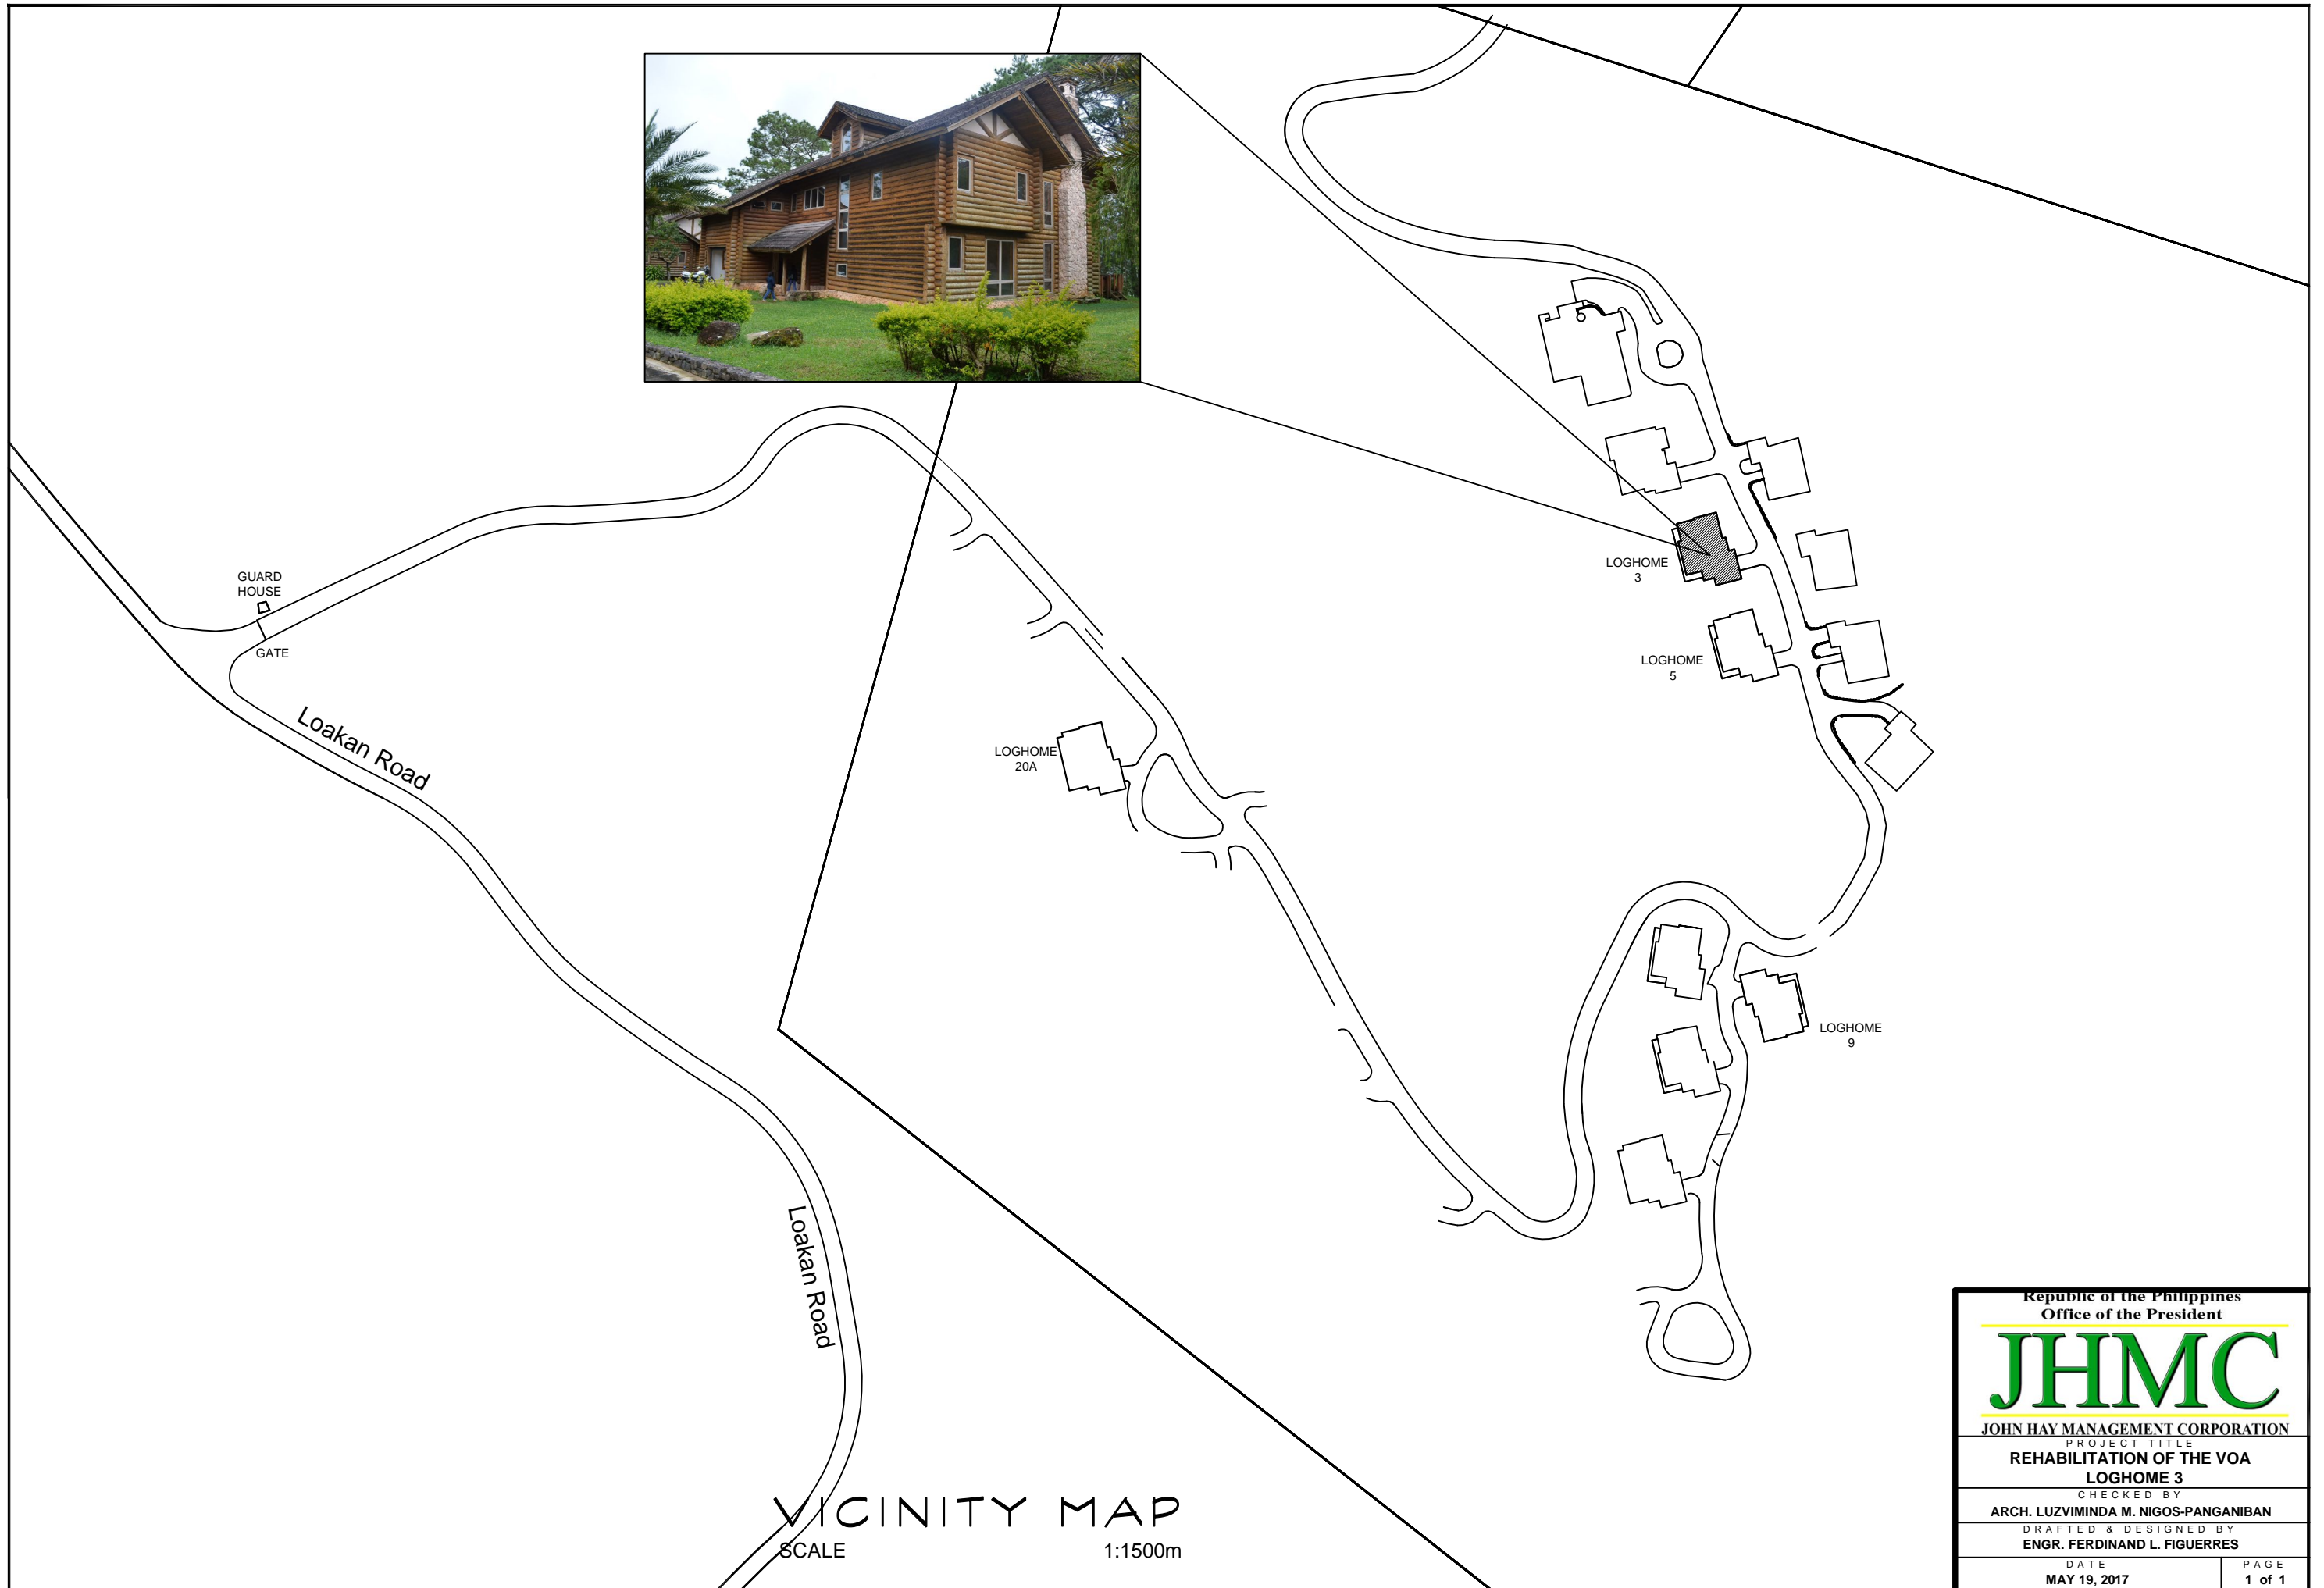 GUARD
HOUSE
GATE
Loakan Road
LOGHOME
3
LOGHOME
5
LOGHOME
20A
LOGHOME
9
Loakan Road
VICINITY MAP
SCALE 1:1500m
Republic of the Philippines
Office of the President
JHMC
JOHN HAY MANAGEMENT CORPORATION
PROJECT TITLE
REHABILITATION OF THE VOA
LOGHOME 3
CHECKED BY
ARCH. LUZVIMINDA M. NIGOS-PANGANIBAN
DRAFTED & DESIGNED BY
ENGR. FERDINAND L. FIGUERRES
DATE PAGE
MAY 19, 2017 1 of 1